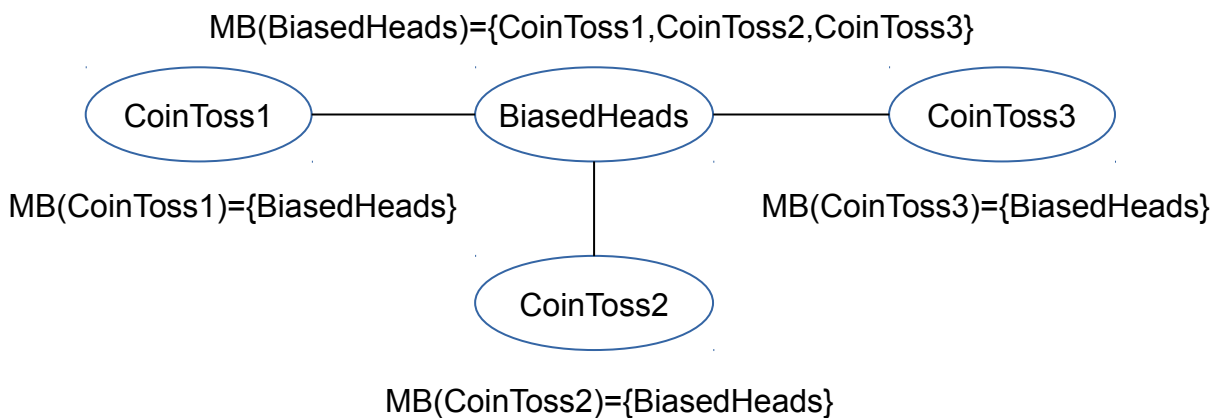 MB(BiasedHeads)={CoinToss1,CoinToss2,CoinToss3}
CoinToss1
BiasedHeads
CoinToss3
MB(CoinToss1)={BiasedHeads}
MB(CoinToss3)={BiasedHeads}
CoinToss2
MB(CoinToss2)={BiasedHeads}